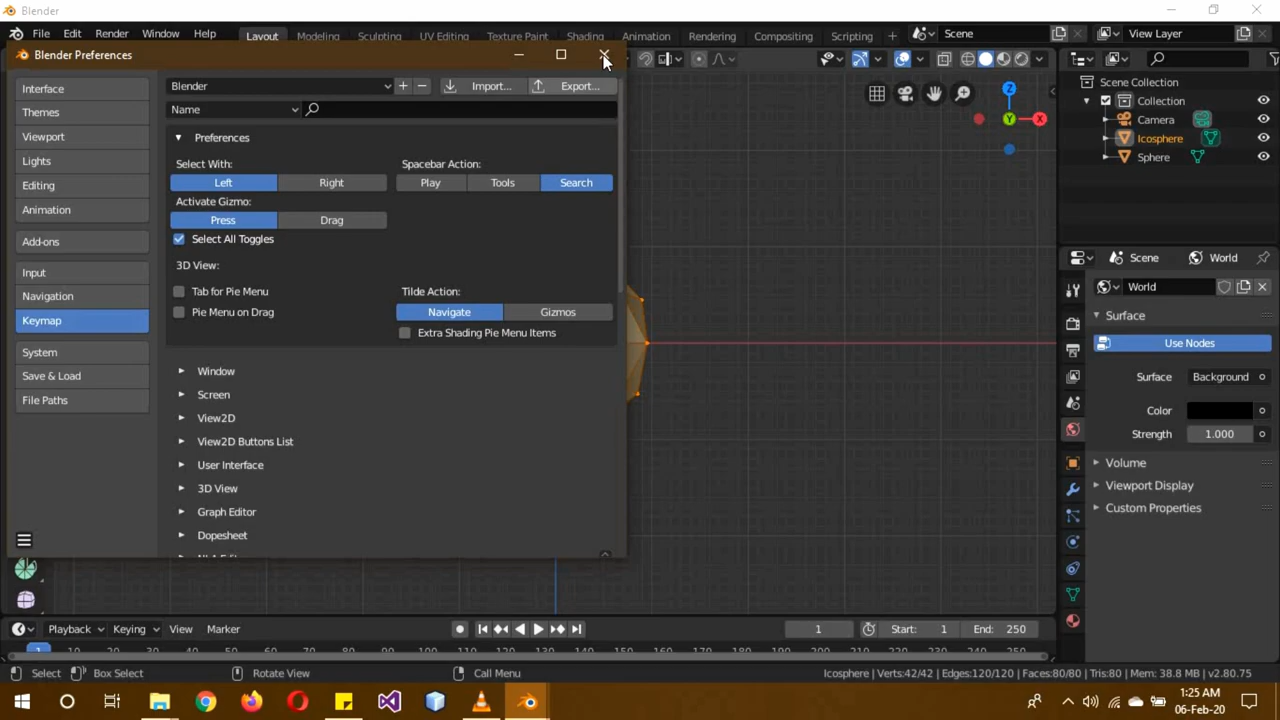 Blender
File Edit Render Window Help Layout Modeling Sculpting UV Editing Texture Paint Animation Rendering Compositing Scripting + Scene View Layer
Blender Preferences
Interface
Themes
Viewport
Lights
Editing
Animation
Add-ons
Input
Navigation
Keymap
System
Save & Load
File Paths
Blender Import... Export...
Name
Preferences
Select With: Spacebar Action:
Left Right Play Tools Search
Activate Gizmo:
Press Drag
Select All Toggles
3D View:
Tab for Pie Menu Tilde Action:
Pie Menu on Drag Navigate Gizmos
Extra Shading Pie Menu Items
Window
Screen
View2D
View2D Buttons List
User Interface
3D View
Graph Editor
Dopesheet
Z
Y X
Scene Collection
Collection
Camera
Icosphere
Sphere
Scene World
World
Surface
Use Nodes
Surface Background
Color
Strength 1.000
Volume
Viewport Display
Custom Properties
Playback Keying View Marker 1 Start: 1 End: 250
1
Select Box Select Rotate View Call Menu Icosphere | Verts:42/42 | Edges:120/120 | Faces:80/80 | Tris:80 | Mem: 38.8 MB | v2.80.75
1:25 AM
06-Feb-20